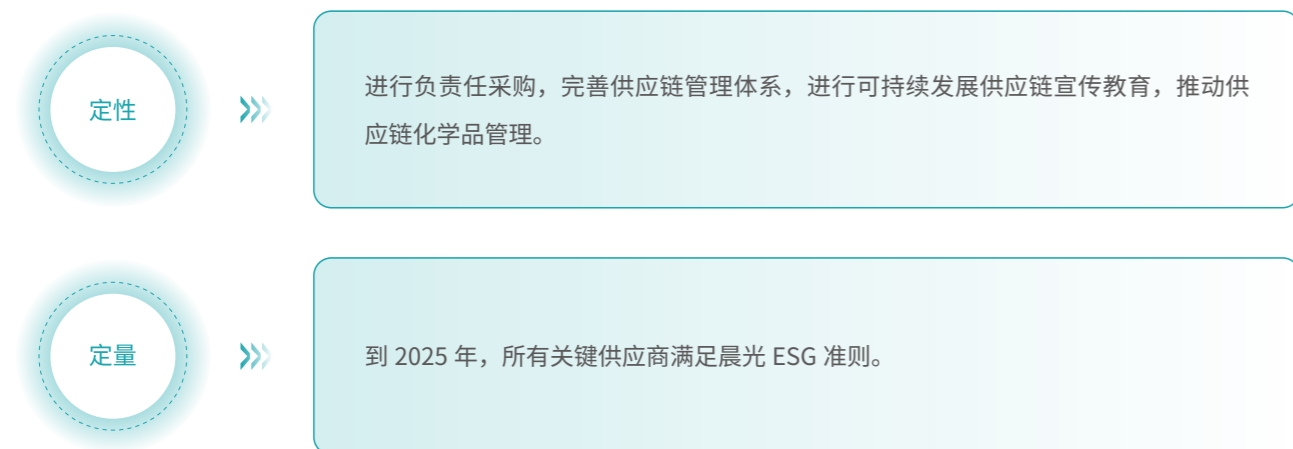 定性
进行负责任采购，完善供应链管理体系，进行可持续发展供应链宣传教育，推动供
应链化学品管理。
定量
到 2025 年，所有关键供应商满足晨光 ESG 准则。